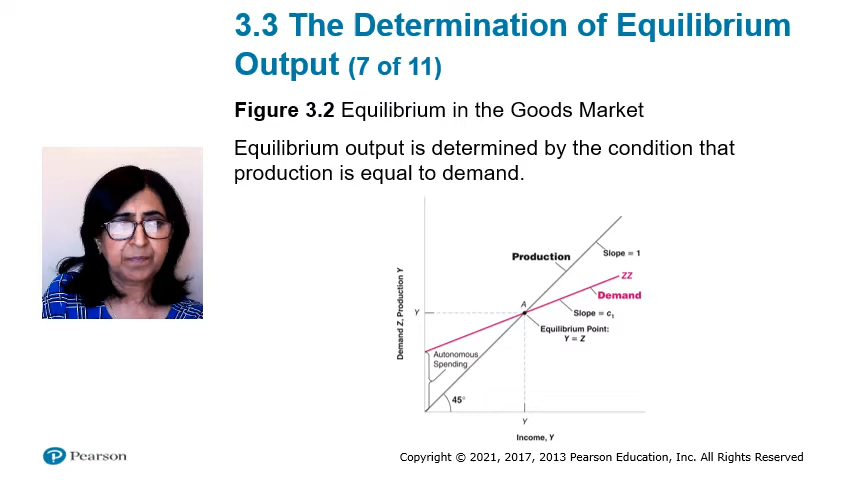 3.3 The Determination of Equilibrium
Output (7 of 11)
Figure 3.2 Equilibrium in the Goods Market
Equilibrium output is determined by the condition that
production is equal to demand.
Demand Z, Production Y
Production
Slope = 1
ZZ
Demand
A
Y
Slope = c₁
Equilibrium Point:
Y = Z
Autonomous
Spending
45°
Y
Income, Y
Pearson
Copyright © 2021, 2017, 2013 Pearson Education, Inc. All Rights Reserved